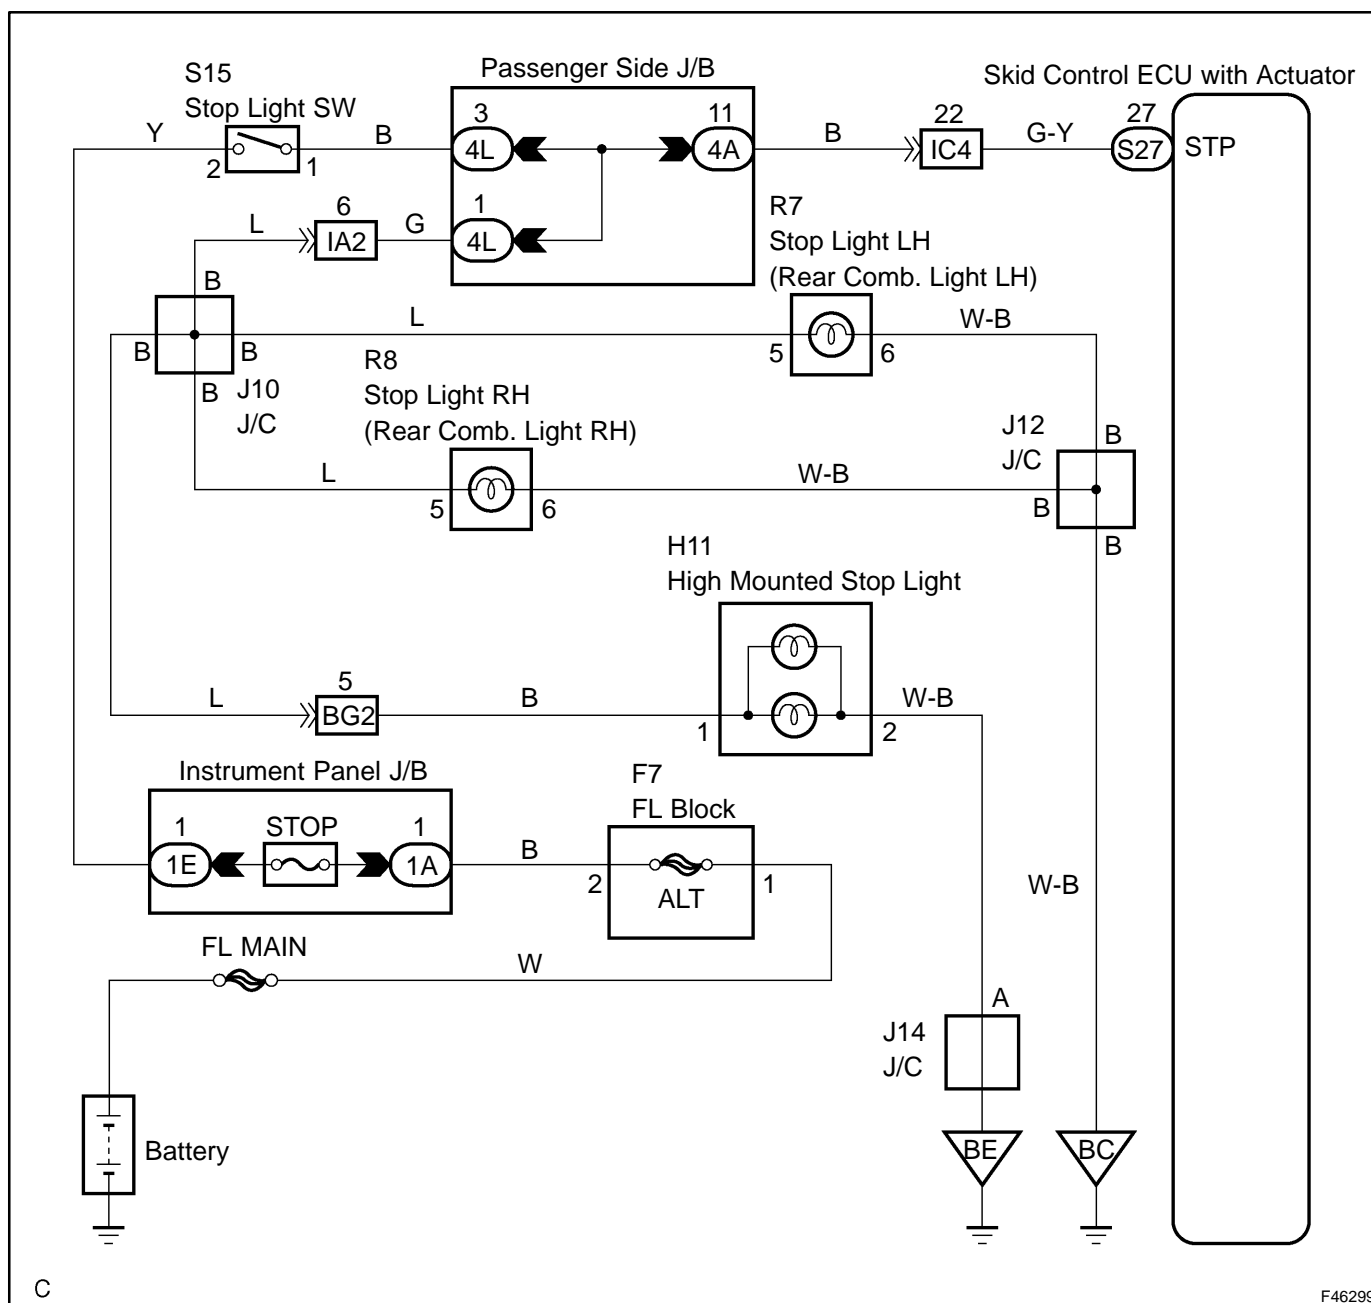 Passenger Side J/B
S15
Stop Light SW
Skid Control ECU with Actuator
Y
2
1
B
3
4L
11
4A
B
22
IC4
G-Y
27
S27
STP
L
6
IA2
G
1
4L
R7
Stop Light LH
(Rear Comb. Light LH)
B
B
B
B
J10
J/C
L
5
6
W-B
R8
Stop Light RH
(Rear Comb. Light RH)
L
5
6
W-B
J12
J/C
B
B
B
H11
High Mounted Stop Light
L
5
BG2
B
1
2
W-B
Instrument Panel J/B
1
1E
STOP
1
1A
B
F7
FL Block
2
ALT
1
W-B
FL MAIN
W
A
J14
J/C
Battery
BE
BC
C
F46299